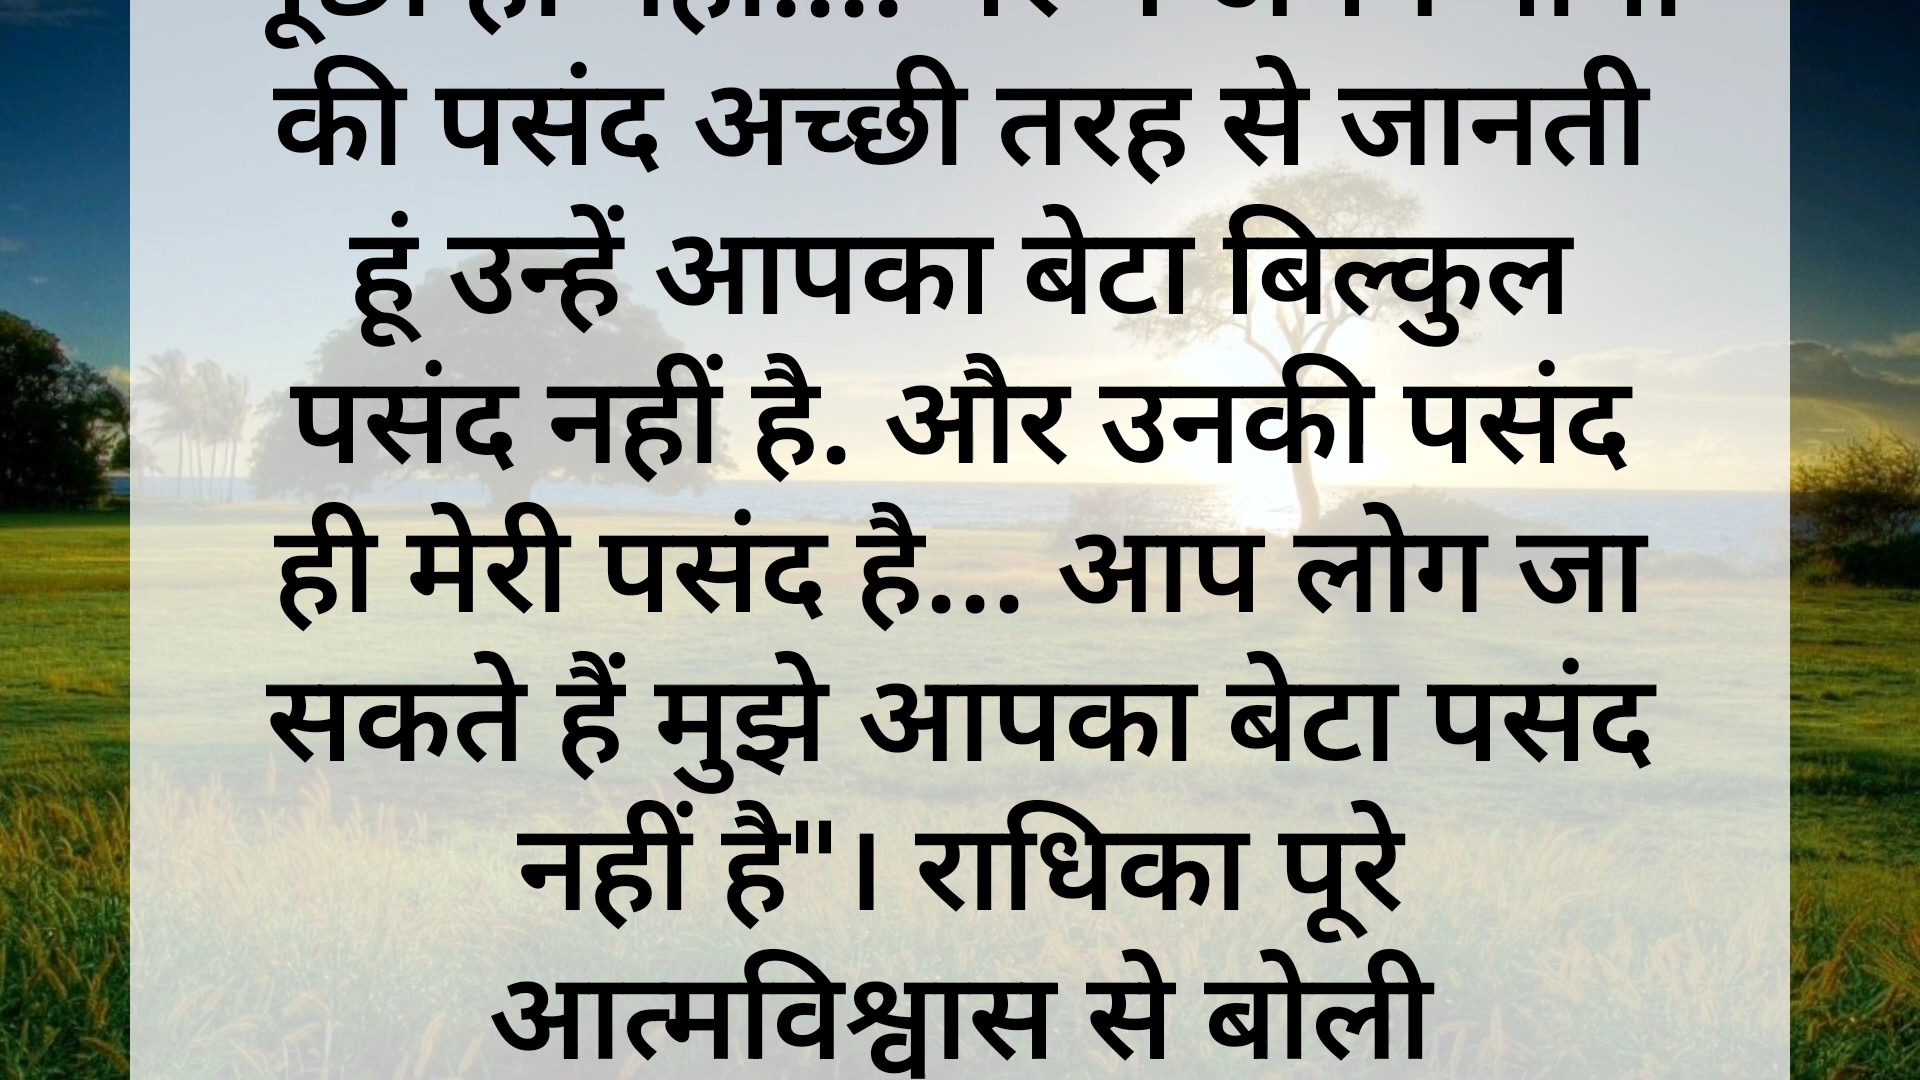 की पसंद अच्छी तरह से जानती
हूं उन्हें आपका बेटा बिल्कुल
पसंद नहीं है. और उनकी पसंद
ही मेरी पसंद है... आप लोग जा
सकते हैं मुझे आपका बेटा पसंद
नहीं है"। राधिका पूरे
आत्मविश्वास से बोली